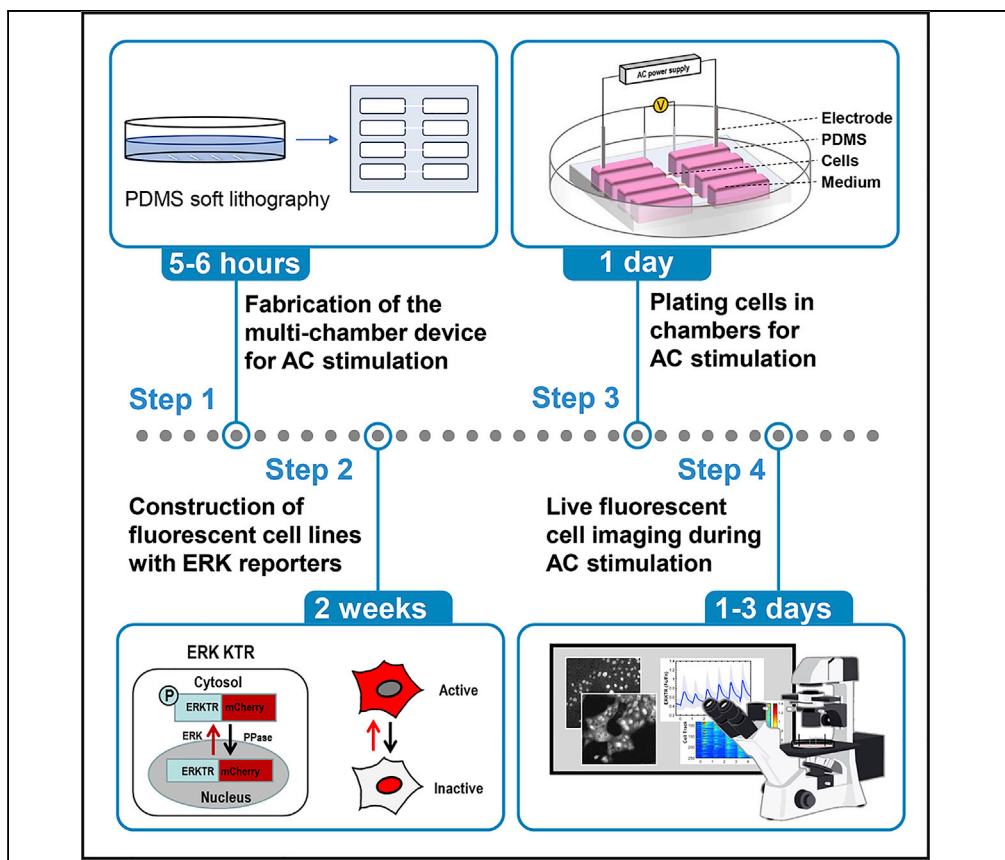 PDMS soft lithography
5-6 hours
Fabrication of the
multi-chamber device
for AC stimulation
Step 1
AC power supply
V
Electrode
PDMS
Cells
Medium
1 day
Plating cells in
chambers for
AC stimulation
Step 3
Step 2
Construction of
fluorescent cell lines
with ERK reporters
2 weeks
ERK KTR
Cytosol
P
ERKTR mCherry
ERK
PPase
ERKTR mCherry
Nucleus
Active
Inactive
Step 4
Live fluorescent
cell imaging during
AC stimulation
1-3 days